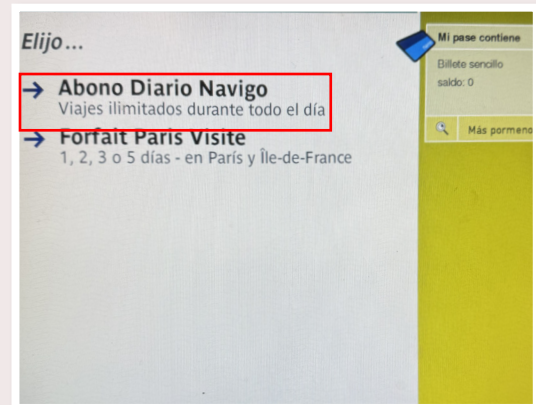 Elijo...
Abono Diario Navigo
Viajes ilimitados durante todo el día
Forfait Paris Visite
1, 2, 3 o 5 días - en París y Île-de-France
Mi pase contiene
Billete sencillo
saldo: 0
Más pormeno